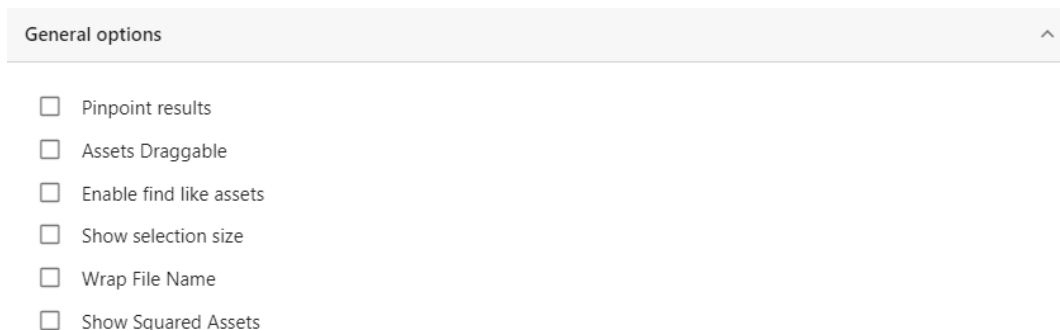 General options
Pinpoint results
Assets Draggable
Enable find like assets
Show selection size
Wrap File Name
Show Squared Assets